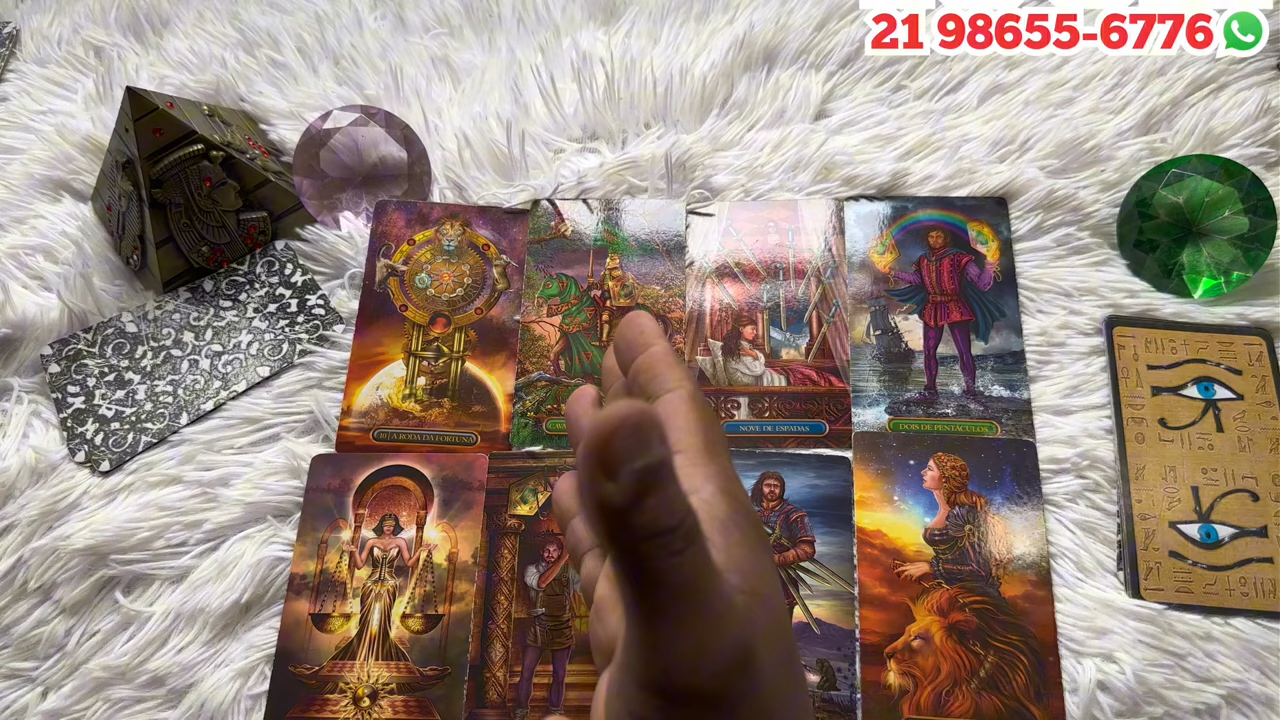 21 98655-6776
10 | A RODA DA FORTUNA
NOVE DE ESPADAS
DOIS DE PENTÁCULOS